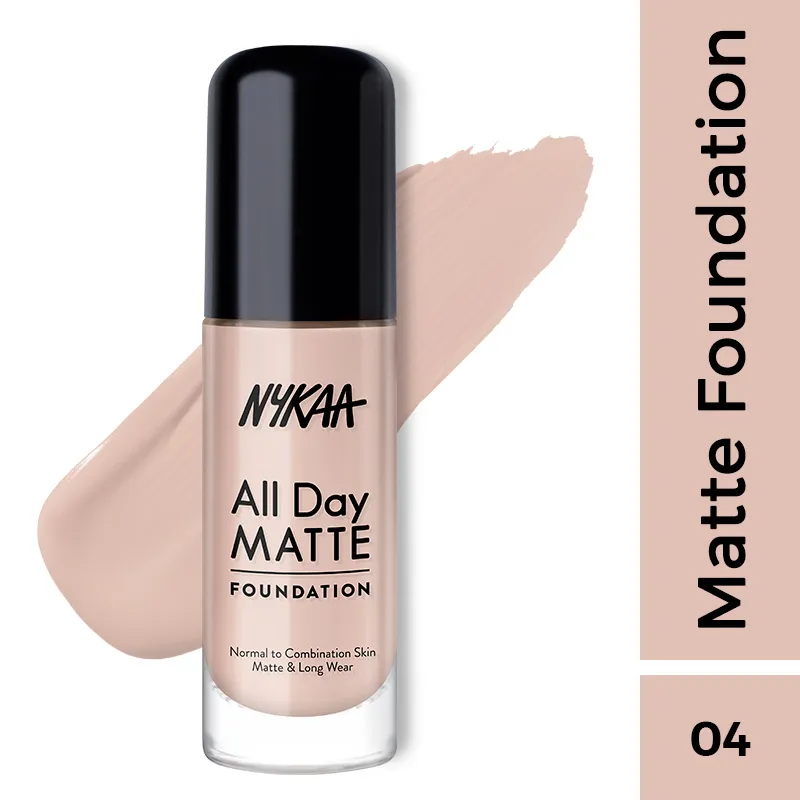 NYKAA
All Day
MATTE
FOUNDATION
Normal to Combination Skin
Matte & Long Wear
Matte Foundation
04